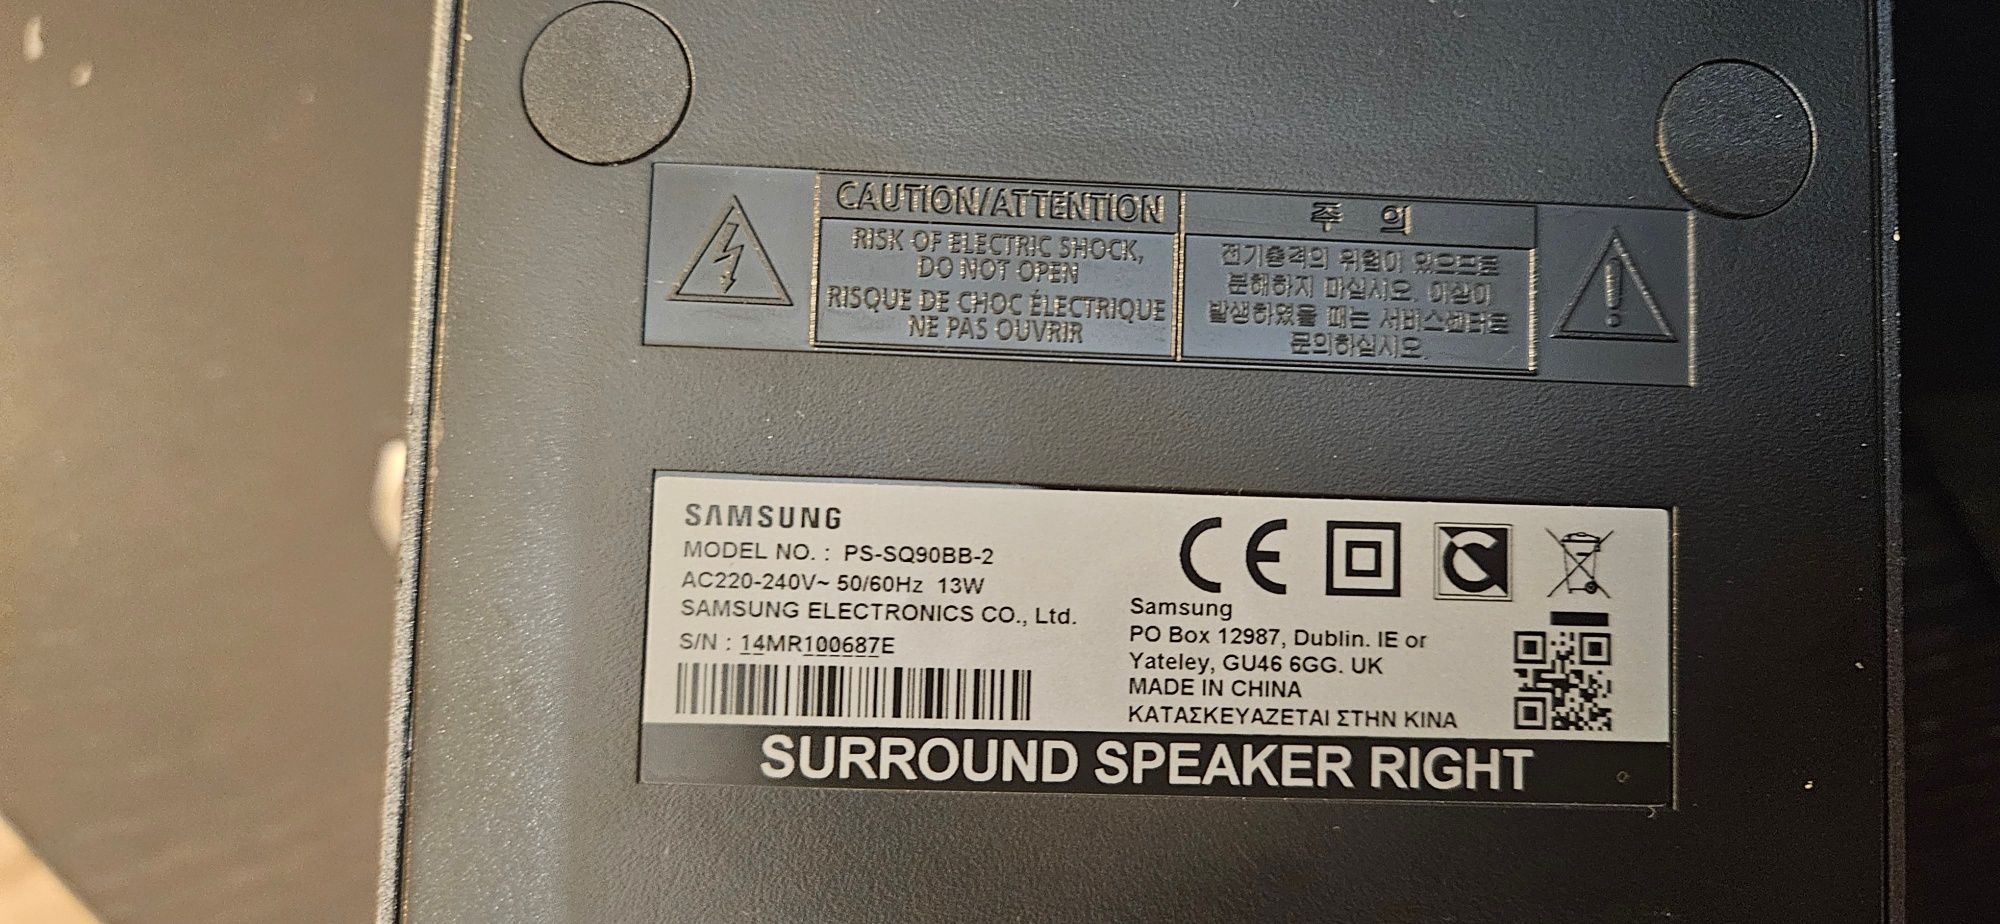 CAUTION/ATTENTION
RISK OF ELECTRIC SHOCK,
DO NOT OPEN
RISQUE DE CHOC ÉLECTRIQUE
NE PAS OUVRIR
주 의
전기충격의 위험이 있으므로
분해하지 마십시오. 이상이
발생하였을 때는 서비스센터로
문의하십시오.
SAMSUNG
MODEL NO. : PS-SQ90BB-2
AC220-240V~ 50/60Hz 13W
SAMSUNG ELECTRONICS CO., Ltd.
S/N : 14MR100687E
CE
Samsung
PO Box 12987, Dublin. IE or
Yateley, GU46 6GG. UK
MADE IN CHINA
ΚΑΤΑΣΚΕΥΑΖΕΤΑΙ ΣΤΗΝ ΚΙΝΑ
SURROUND SPEAKER RIGHT